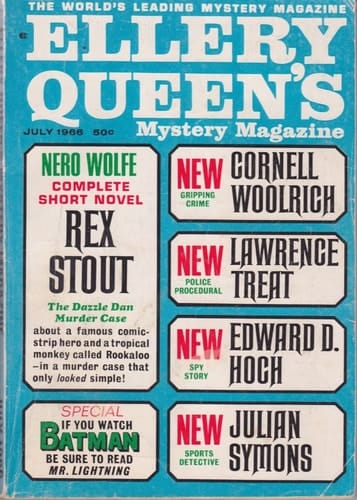 THE WORLD'S LEADING MYSTERY MAGAZINE
ELLERY
QUEEN'S
JULY 1966 50¢
Mystery Magazine
NERO WOLFE
COMPLETE
SHORT NOVEL
REX
STOUT
The Dazzle Dan
Murder Case
about a famous comic-
strip hero and a tropical
monkey called Rookaloo
—in a murder case that
only looked simple!
SPECIAL
IF YOU WATCH
BATMAN
BE SURE TO READ
MR. LIGHTNING
NEW
GRIPPING
CRIME
CORNELL
WOOLRICH
NEW
POLICE
PROCEDURAL
LAWRENCE
TREAT
NEW
SPY
STORY
EDWARD D.
HOCH
NEW
SPORTS
DETECTIVE
JULIAN
SYMONS